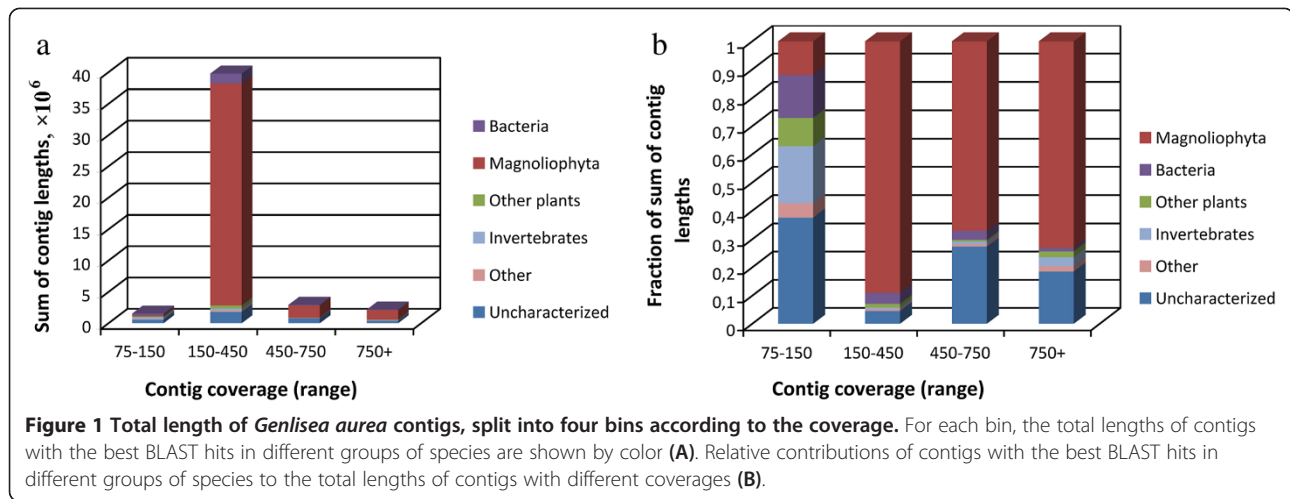 a
Sum of contig lengths, ×10⁶
40
35
30
25
20
15
10
5
0
75-150
150-450
450-750
750+
Contig coverage (range)
Bacteria
Magnoliophyta
Other plants
Invertebrates
Other
Uncharacterized
b
Fraction of sum of contig
lengths
1
0,9
0,8
0,7
0,6
0,5
0,4
0,3
0,2
0,1
0
75-150
150-450
450-750
750+
Contig coverage (range)
Magnoliophyta
Bacteria
Other plants
Invertebrates
Other
Uncharacterized
Figure 1 Total length of Genlisea aurea contigs, split into four bins according to the coverage. For each bin, the total lengths of contigs
with the best BLAST hits in different groups of species are shown by color (A). Relative contributions of contigs with the best BLAST hits in
different groups of species to the total lengths of contigs with different coverages (B).